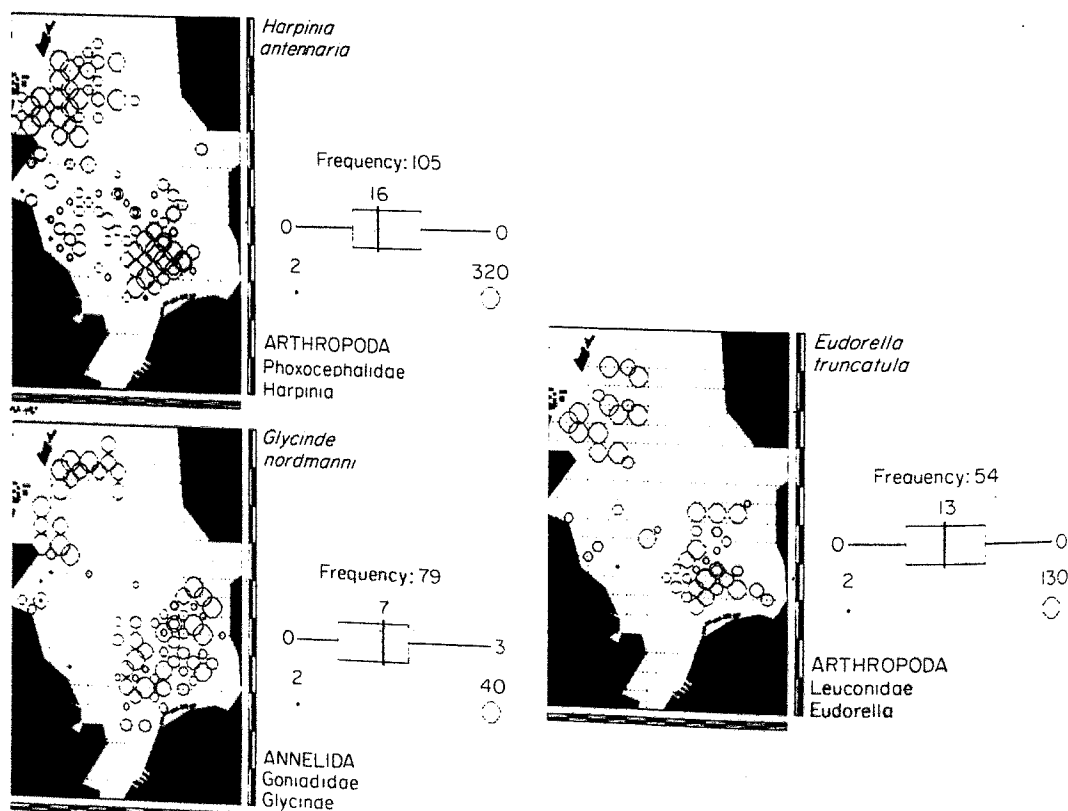 Harpinia
antennaria
Frequency: 105
16
0
0
2
320
ARTHROPODA
Phoxocephalidae
Harpinia
Glycinde
nordmanni
Frequency: 79
7
0
3
2
40
ANNELIDA
Goniadidae
Glycinde
Eudorella
truncatula
Frequency: 54
13
0
0
2
130
ARTHROPODA
Leuconidae
Eudorella